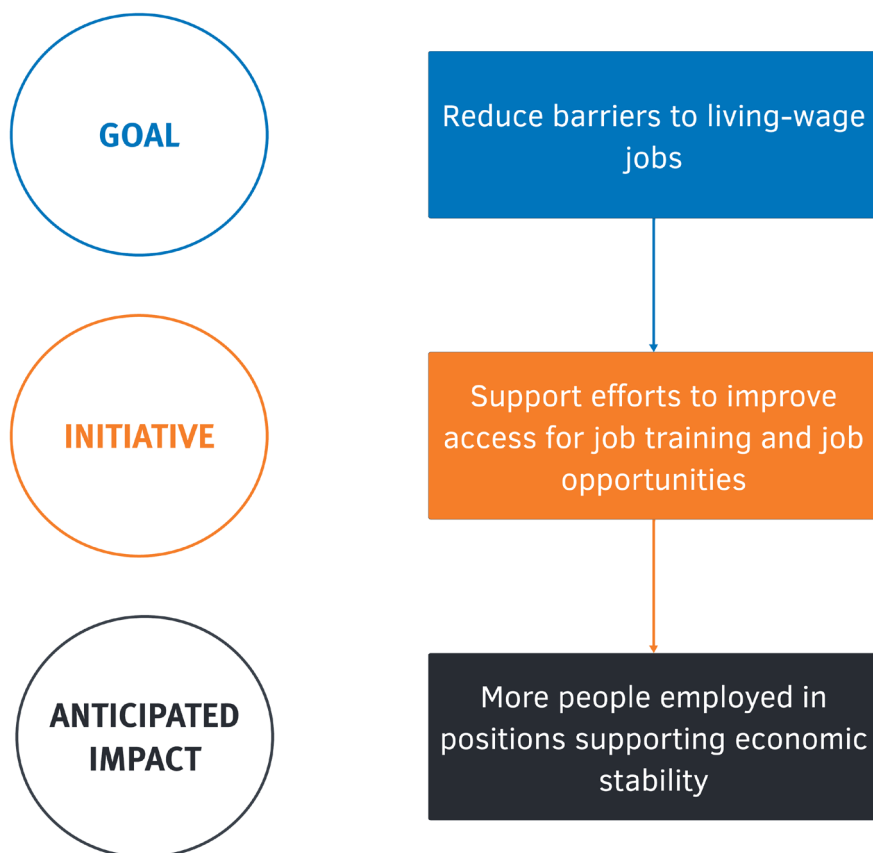 GOAL
Reduce barriers to living-wage
jobs
INITIATIVE
Support efforts to improve
access for job training and job
opportunities
ANTICIPATED
IMPACT
More people employed in
positions supporting economic
stability